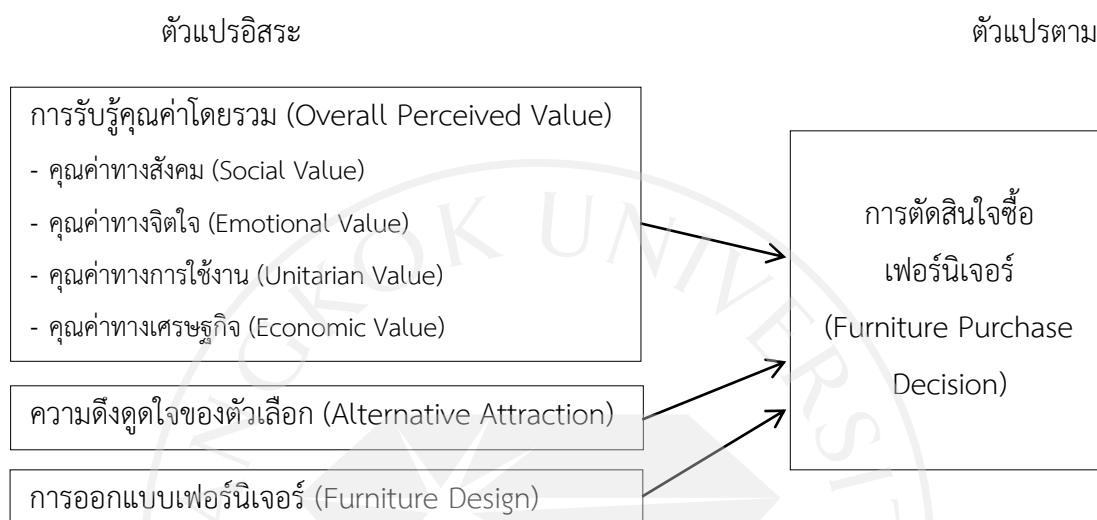 ตัวแปรอิสระ
ตัวแปรตาม
การรับรู้คุณค่าโดยรวม (Overall Perceived Value)
- คุณค่าทางสังคม (Social Value)
- คุณค่าทางจิตใจ (Emotional Value)
- คุณค่าทางการใช้งาน (Unitarian Value)
- คุณค่าทางเศรษฐกิจ (Economic Value)
ความดึงดูดใจของตัวเลือก (Alternative Attraction)
การออกแบบเฟอร์นิเจอร์ (Furniture Design)
การตัดสินใจซื้อ
เฟอร์นิเจอร์
(Furniture Purchase
Decision)